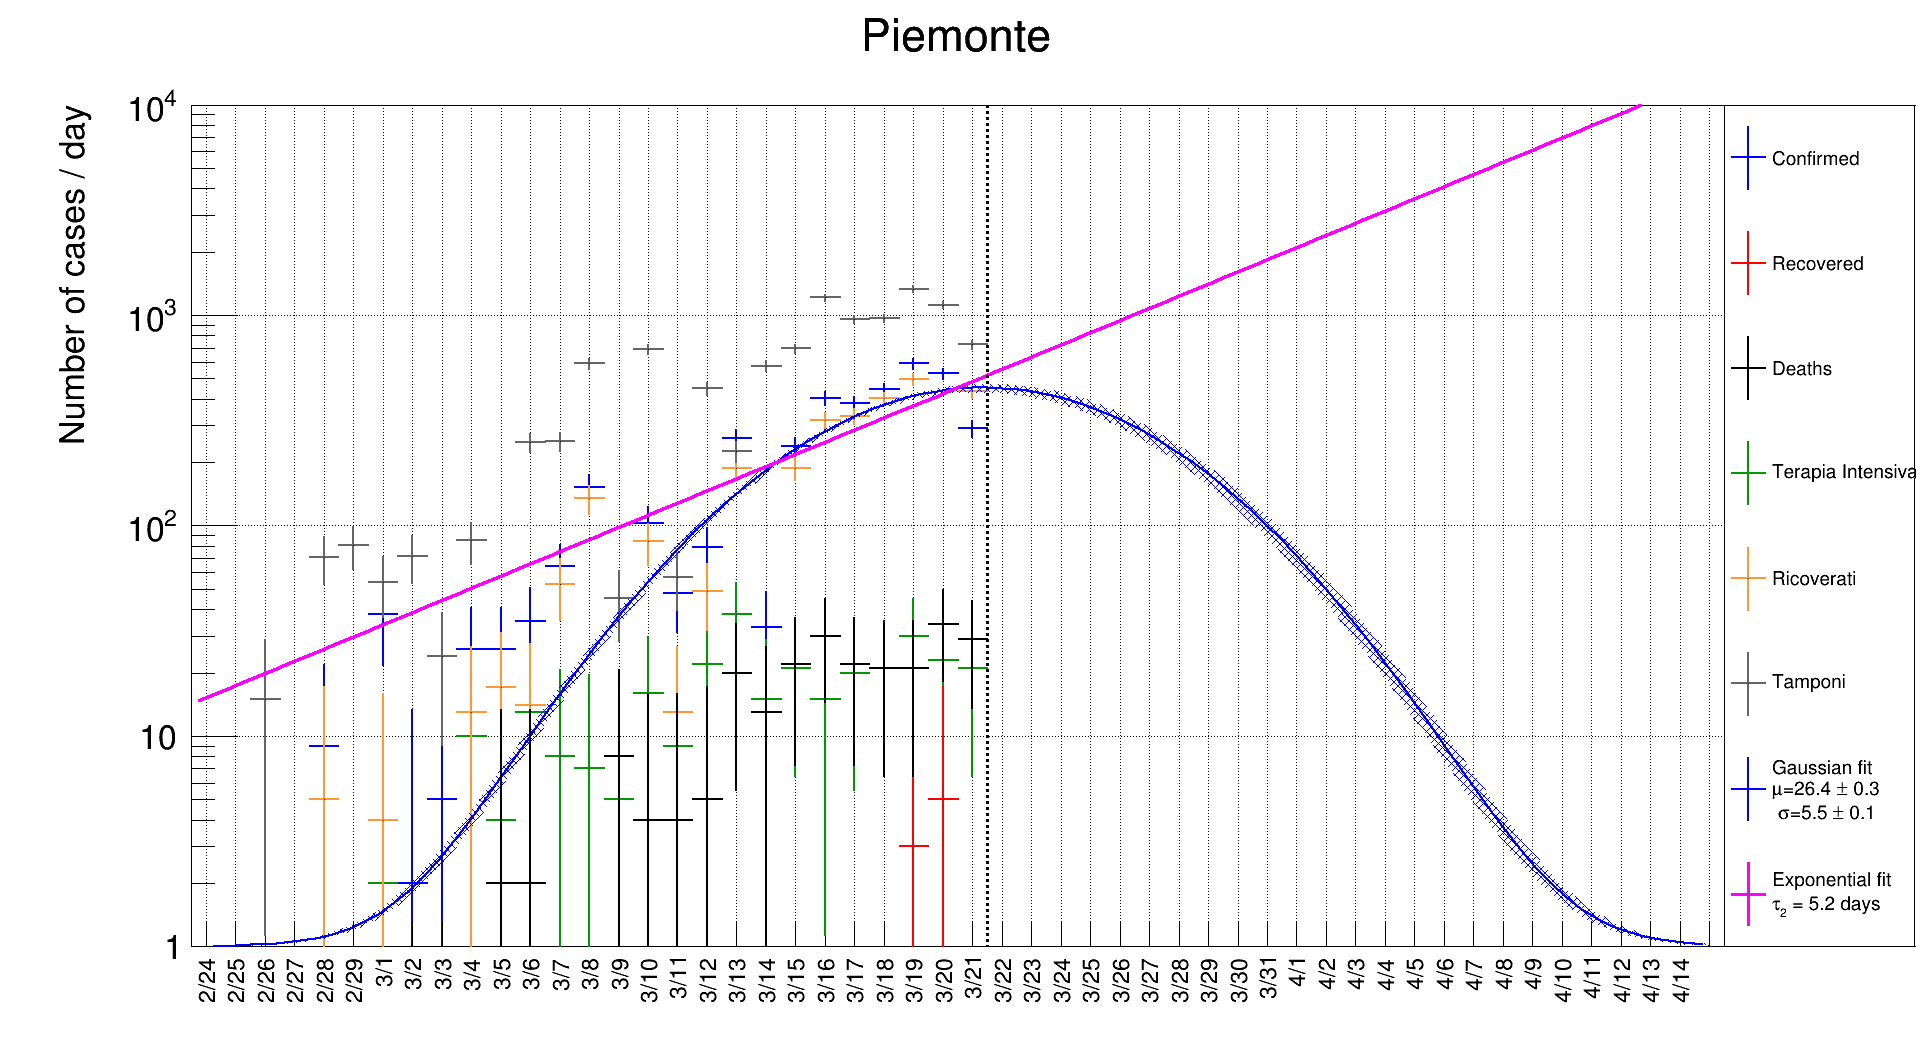 Piemonte
Number of cases / day
10⁴
10³
10²
10
1
2/24 2/25 2/26 2/27 2/28 2/29 3/1 3/2 3/3 3/4 3/5 3/6 3/7 3/8 3/9 3/10 3/11 3/12 3/13 3/14 3/15 3/16 3/17 3/18 3/19 3/20 3/21 3/22 3/23 3/24 3/25 3/26 3/27 3/28 3/29 3/30 3/31 4/1 4/2 4/3 4/4 4/5 4/6 4/7 4/8 4/9 4/10 4/11 4/12 4/13 4/14
Confirmed
Recovered
Deaths
Terapia Intensiva
Ricoverati
Tamponi
Gaussian fit
μ=26.4 ± 0.3
σ=5.5 ± 0.1
Exponential fit
τ₂ = 5.2 days